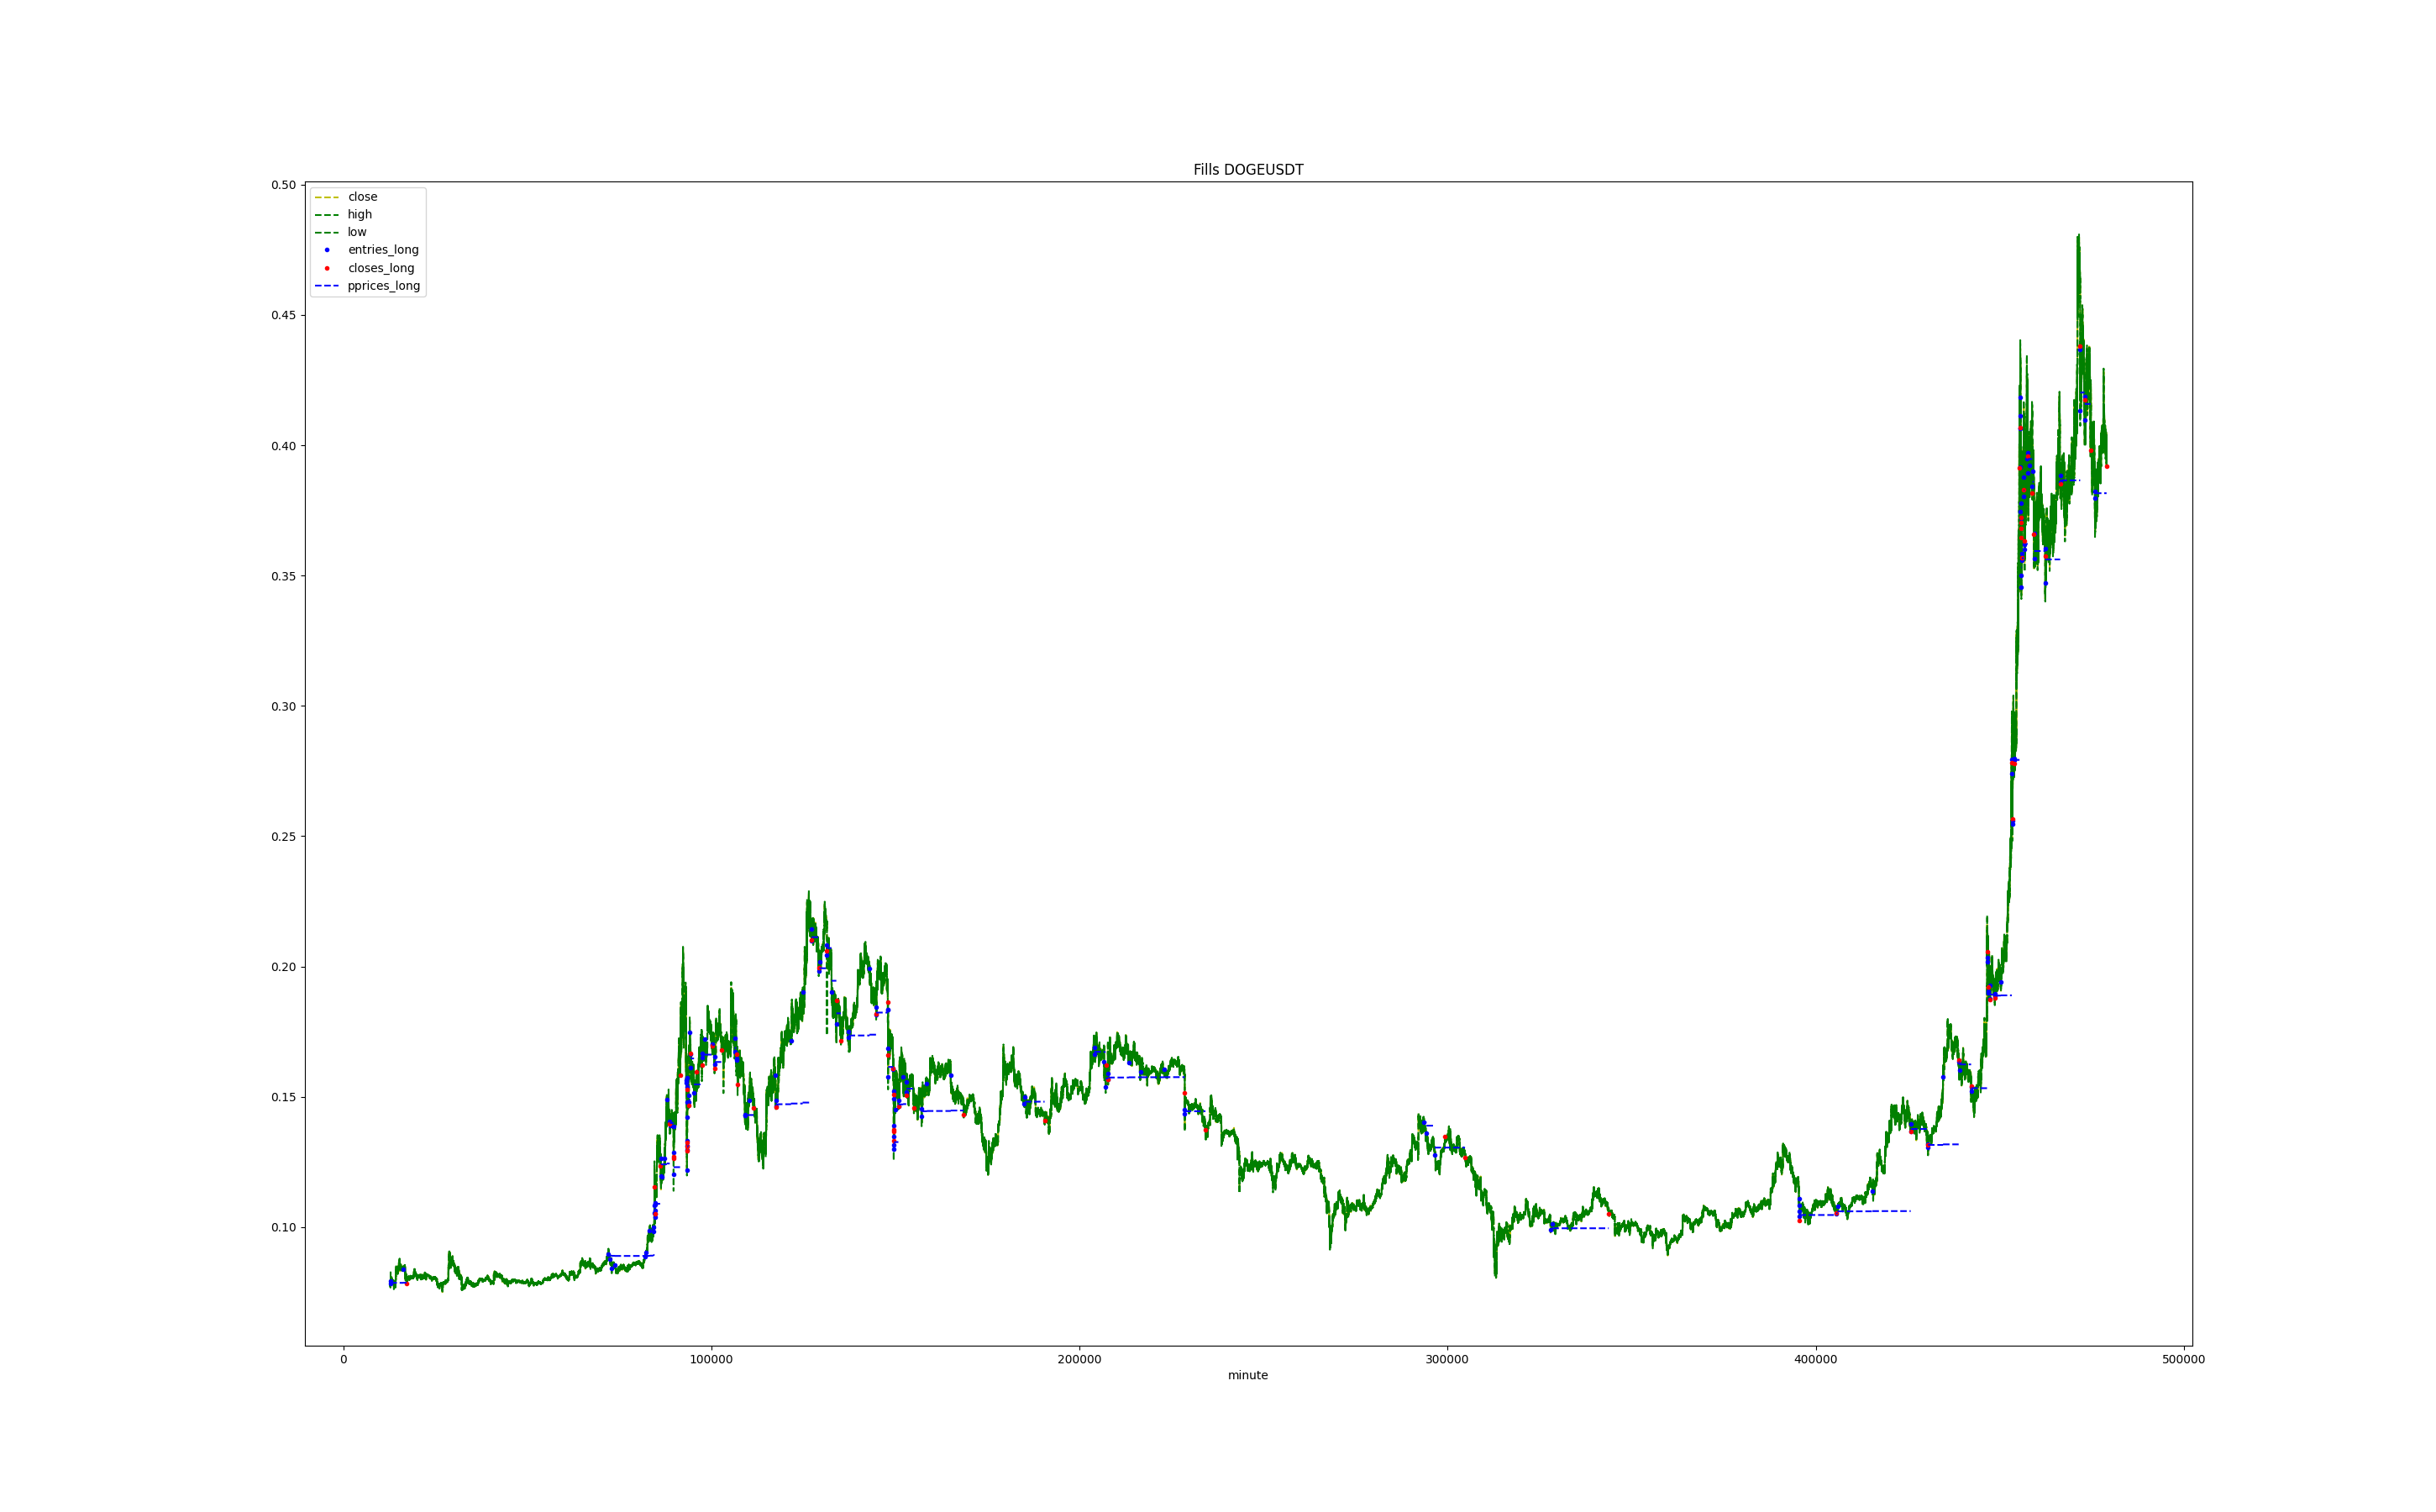 Fills DOGEUSDT
close
high
low
entries_long
closes_long
pprices_long
0.50
0.45
0.40
0.35
0.30
0.25
0.20
0.15
0.10
0
100000
200000
300000
400000
500000
minute